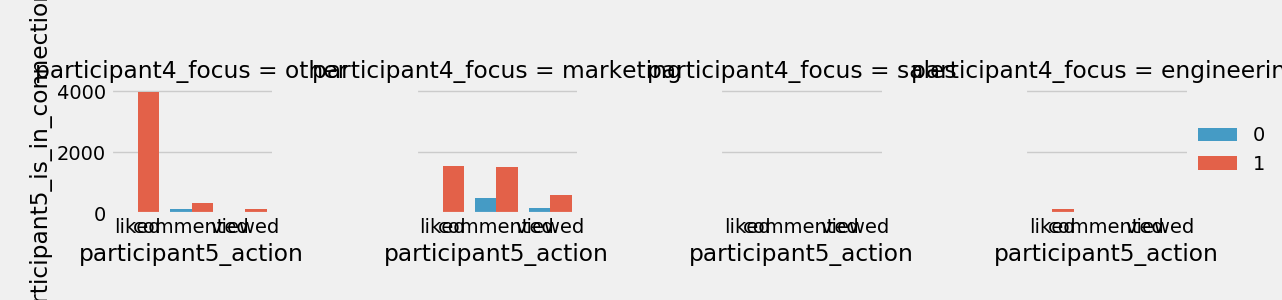 participant4_focus = other
participant4_focus = marketing
participant4_focus = sales
participant4_focus = engineerin
rticipant5_is_in_connection
4000
2000
0
liked commented viewed
liked commented viewed
liked commented viewed
liked commented viewed
participant5_action
participant5_action
participant5_action
participant5_action
0
1